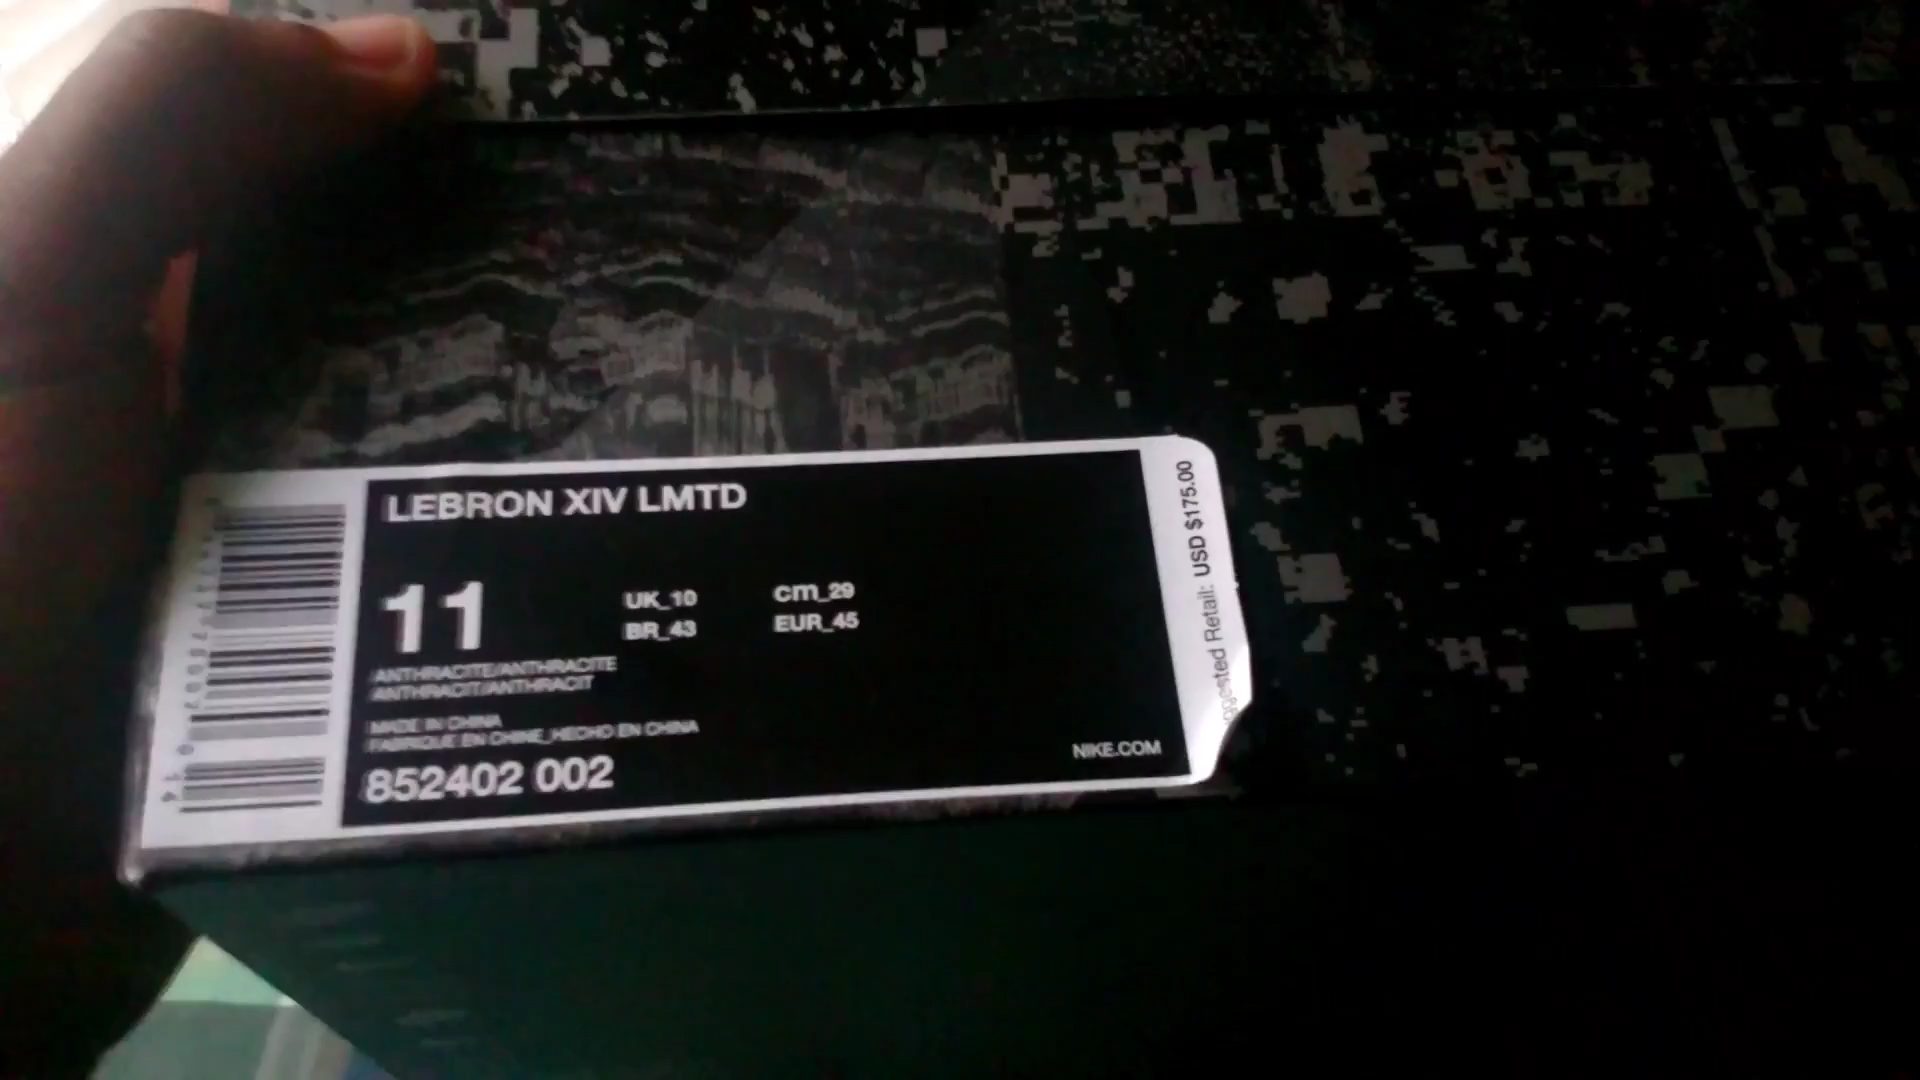 LEBRON XIV LMTD
11
UK_10
cm_29
BR_43
EUR_45
ANTHRACITE/ANTHRACITE
ANTHRACIT/ANTHRACIT
MADE IN CHINA
FABRIQUE EN CHINE_HECHO EN CHINA
852402 002
NIKE.COM
Retail: USD $175.00